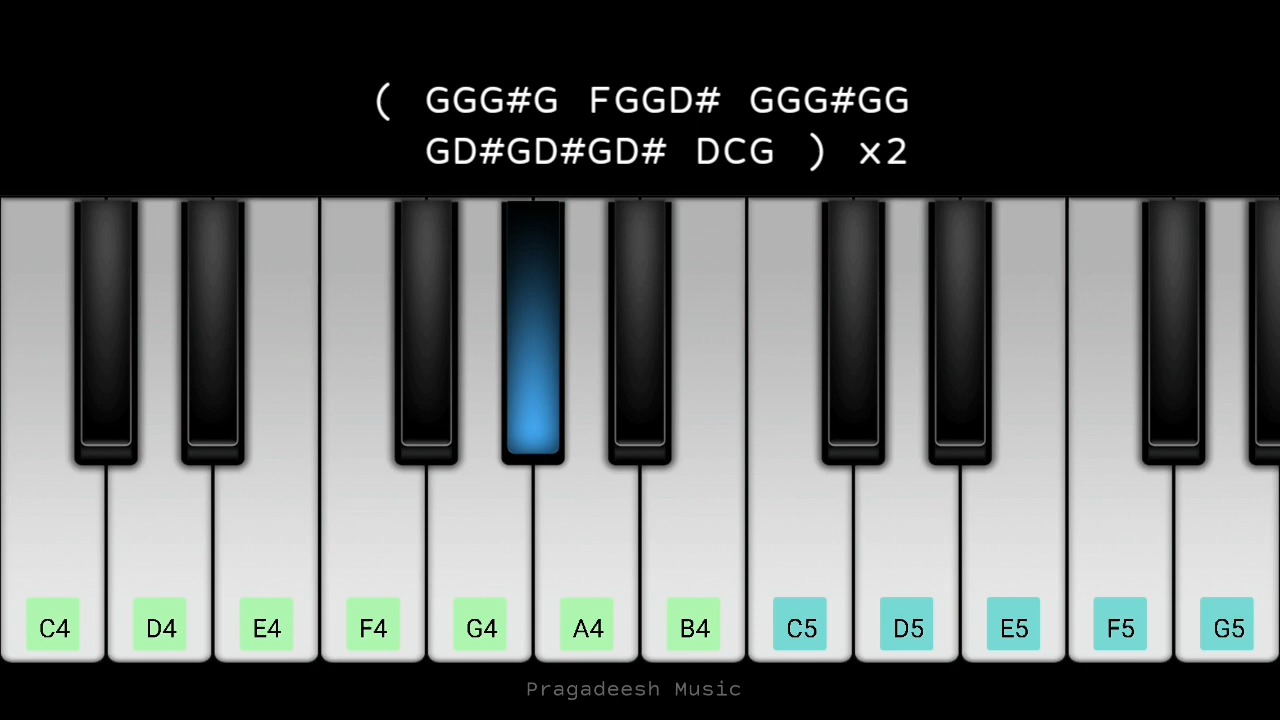 ( GGG#G FGGD# GGG#GG
GD#GD#GD# DCG ) x2
C4 D4 E4 F4 G4 A4 B4 C5 D5 E5 F5 G5
Pragadeesh Music